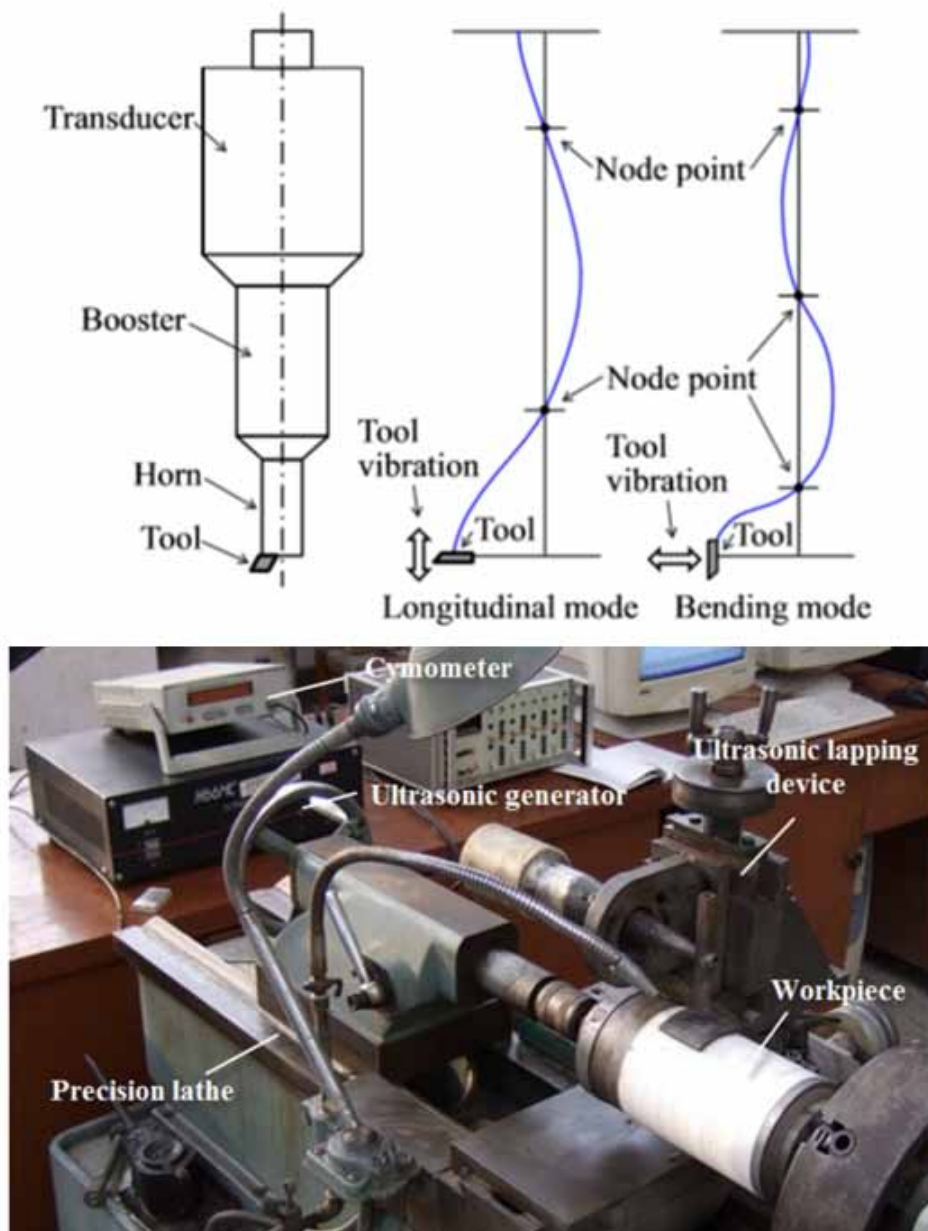 Transducer
Booster
Horn
Tool
Node point
Node point
Tool
vibration
Tool
Longitudinal mode
Tool
vibration
Tool
Bending mode
Cymometer
Ultrasonic generator
Ultrasonic lapping
device
Workpiece
Precision lathe